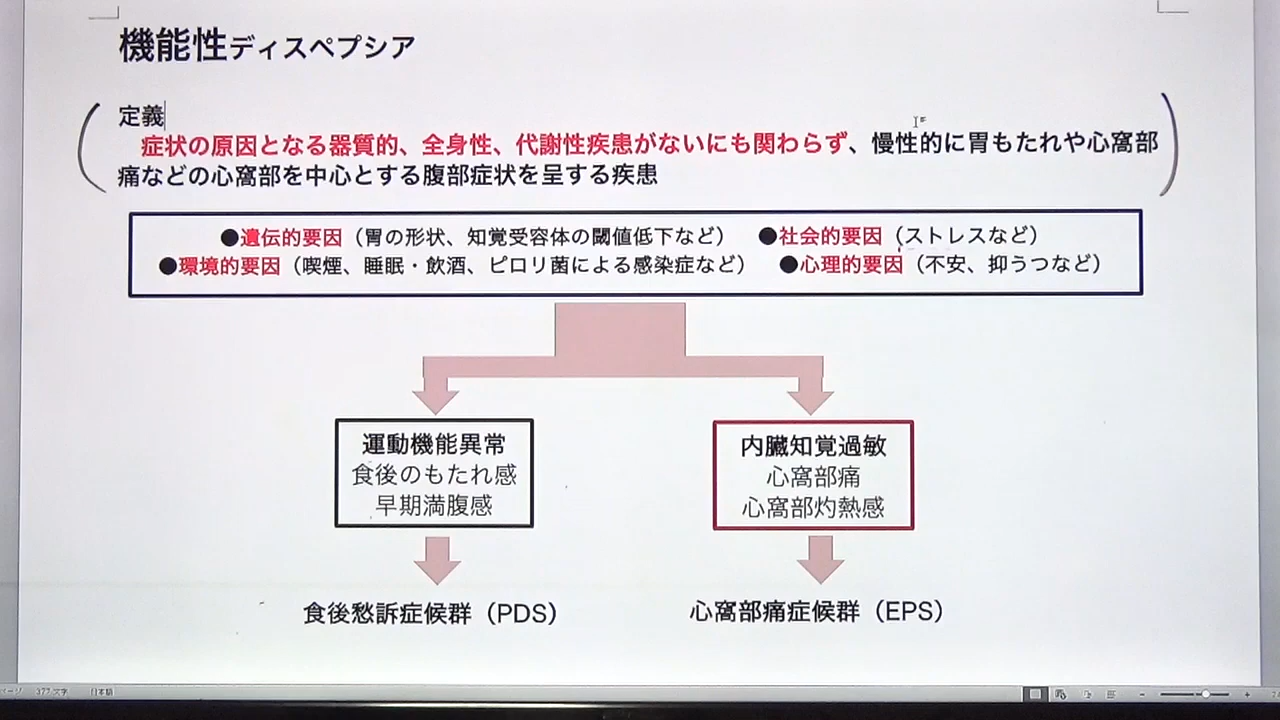 機能性ディスペプシア
定義
症状の原因となる器質的、全身性、代謝性疾患がないにも関わらず、慢性的に胃もたれや心窩部
痛などの心窩部を中心とする腹部症状を呈する疾患
●遺伝的要因（胃の形状、知覚受容体の閾値低下など） ●社会的要因（ストレスなど）
●環境的要因（喫煙、睡眠・飲酒、ピロリ菌による感染症など） ●心理的要因（不安、抑うつなど）
運動機能異常
食後のもたれ感
早期満腹感
内臓知覚過敏
心窩部痛
心窩部灼熱感
食後愁訴症候群（PDS）
心窩部痛症候群（EPS）
377 文字 日本語